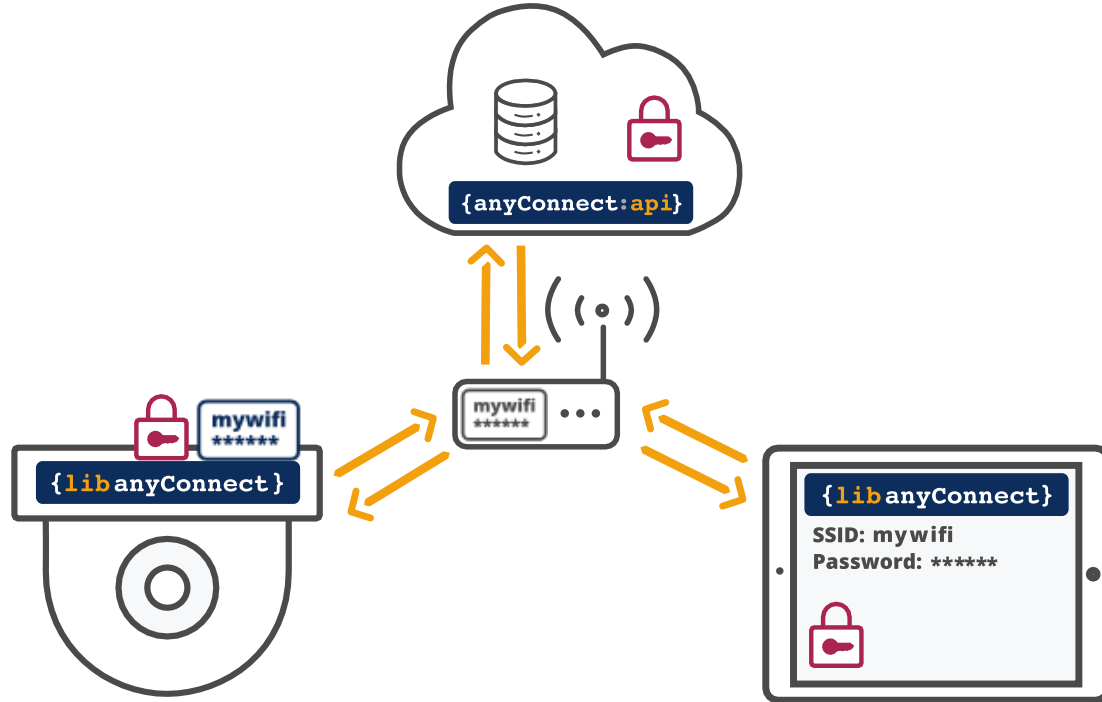 {anyConnect:api}
mywifi
******
mywifi
******
{libanyConnect}
{libanyConnect}
SSID: mywifi
Password: ******